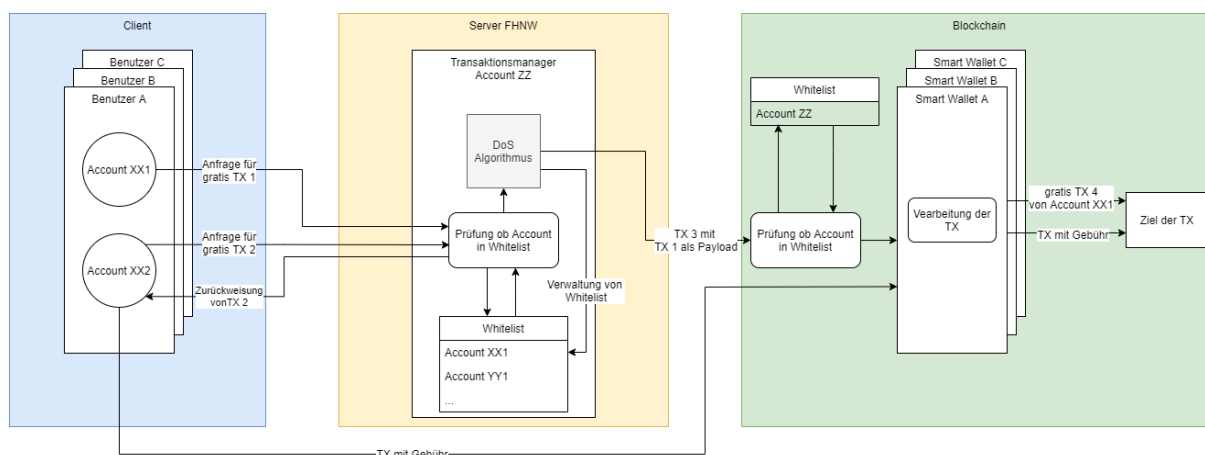 Client
Benutzer C
Benutzer B
Benutzer A
Account XX1
Account XX2
Anfrage für
gratis TX 1
Anfrage für
gratis TX 2
Zurückweisung
vonTX 2
Server FHNW
Transaktionsmanager
Account ZZ
DoS
Algorithmus
Prüfung ob Account
in Whitelist
Verwaltung von
Whitelist
Whitelist
Account XX1
Account YY1
...
TX 3 mit
TX 1 als Payload
Blockchain
Whitelist
Account ZZ
Prüfung ob Account
in Whitelist
Smart Wallet C
Smart Wallet B
Smart Wallet A
Vearbeitung der
TX
gratis TX 4
von Account XX1
TX mit Gebühr
Ziel der TX
TX mit Gebühr